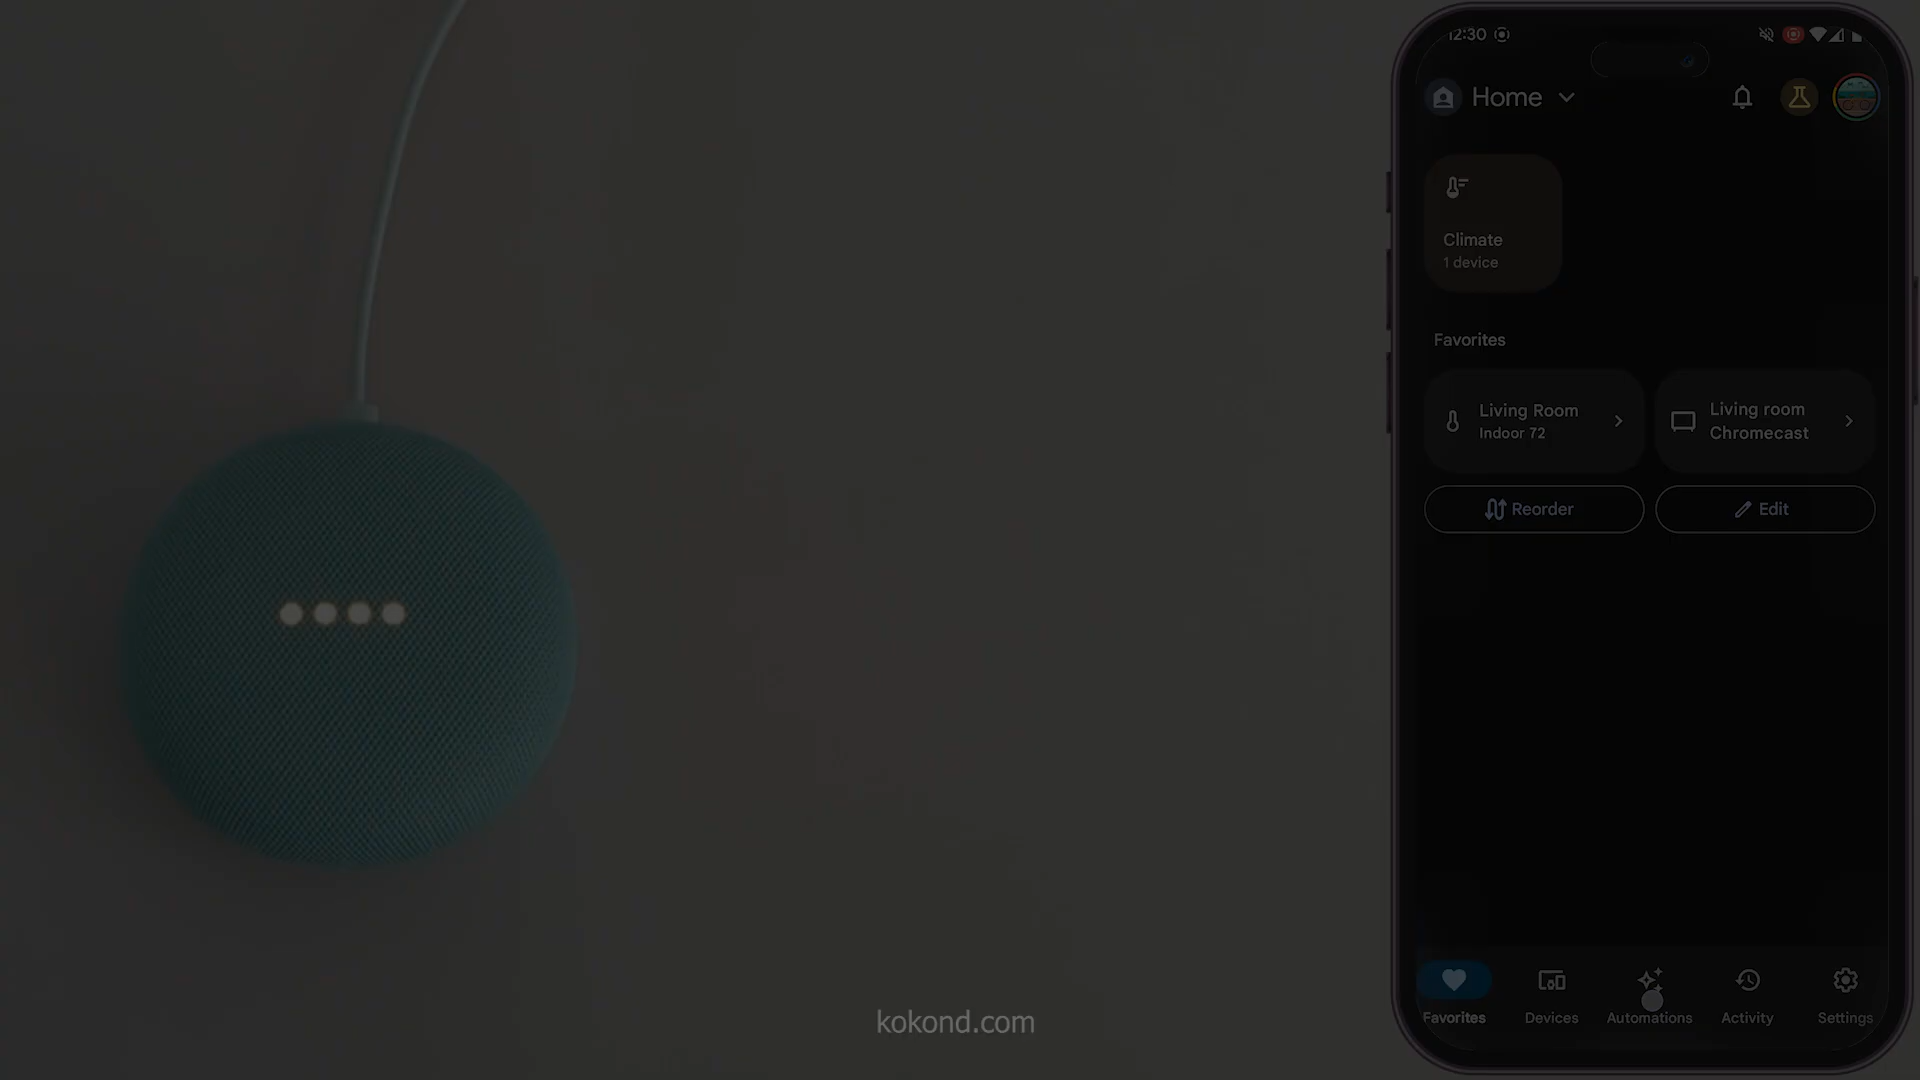 12:30
Home
Climate
1 device
Favorites
Living Room
Indoor 72
Living room
Chromecast
Reorder
Edit
Favorites
Devices
Automations
Activity
Settings
kokond.com